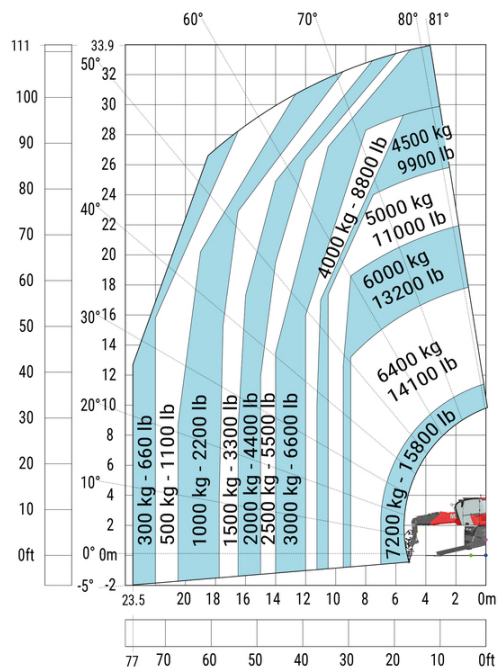 60° 70° 80° 81°
111 33.9
50°
32
100 30
90 28
4500 kg
9900 lb
26
80 24
4000 kg - 8800 lb
5000 kg
11000 lb
40° 22
70 20
6000 kg
13200 lb
60 18
30° 16
50 14
6400 kg
14100 lb
40 12
20° 10
30 8
300 kg - 660 lb
500 kg - 1100 lb
1000 kg - 2200 lb
1500 kg - 3300 lb
2000 kg - 4400 lb
2500 kg - 5500 lb
3000 kg - 6600 lb
7200 kg - 15800 lb
20 6
10° 4
10 2
0ft 0° 0m
-5° -2
23.5 20 18 16 14 12 10 8 6 4 2 0m
77 70 60 50 40 30 20 10 0ft